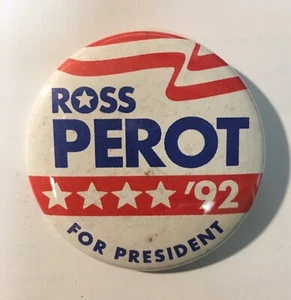 ROSS
PEROT
'92
FOR PRESIDENT